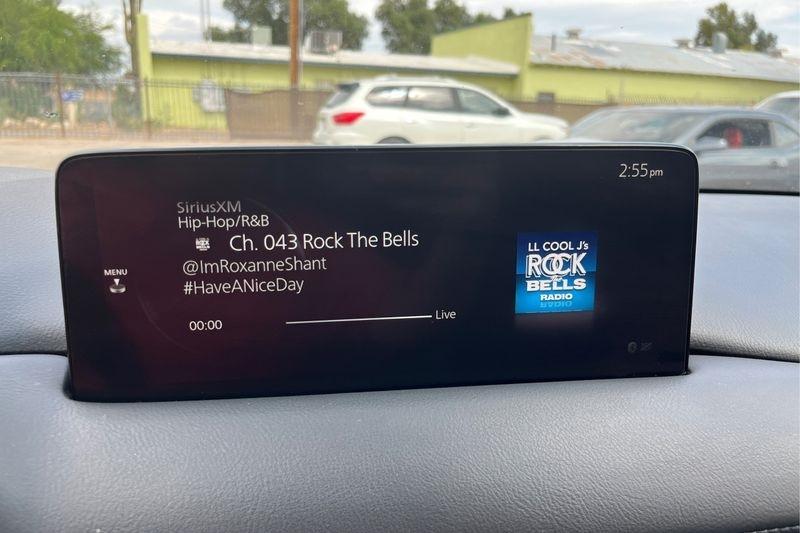 2:55pm
SiriusXM
Hip-Hop/R&B
Ch. 043 Rock The Bells
@ImRoxanneShant
#HaveANiceDay
MENU
00:00
Live
LL COOL J's
ROCK
the
BELLS
RADIO